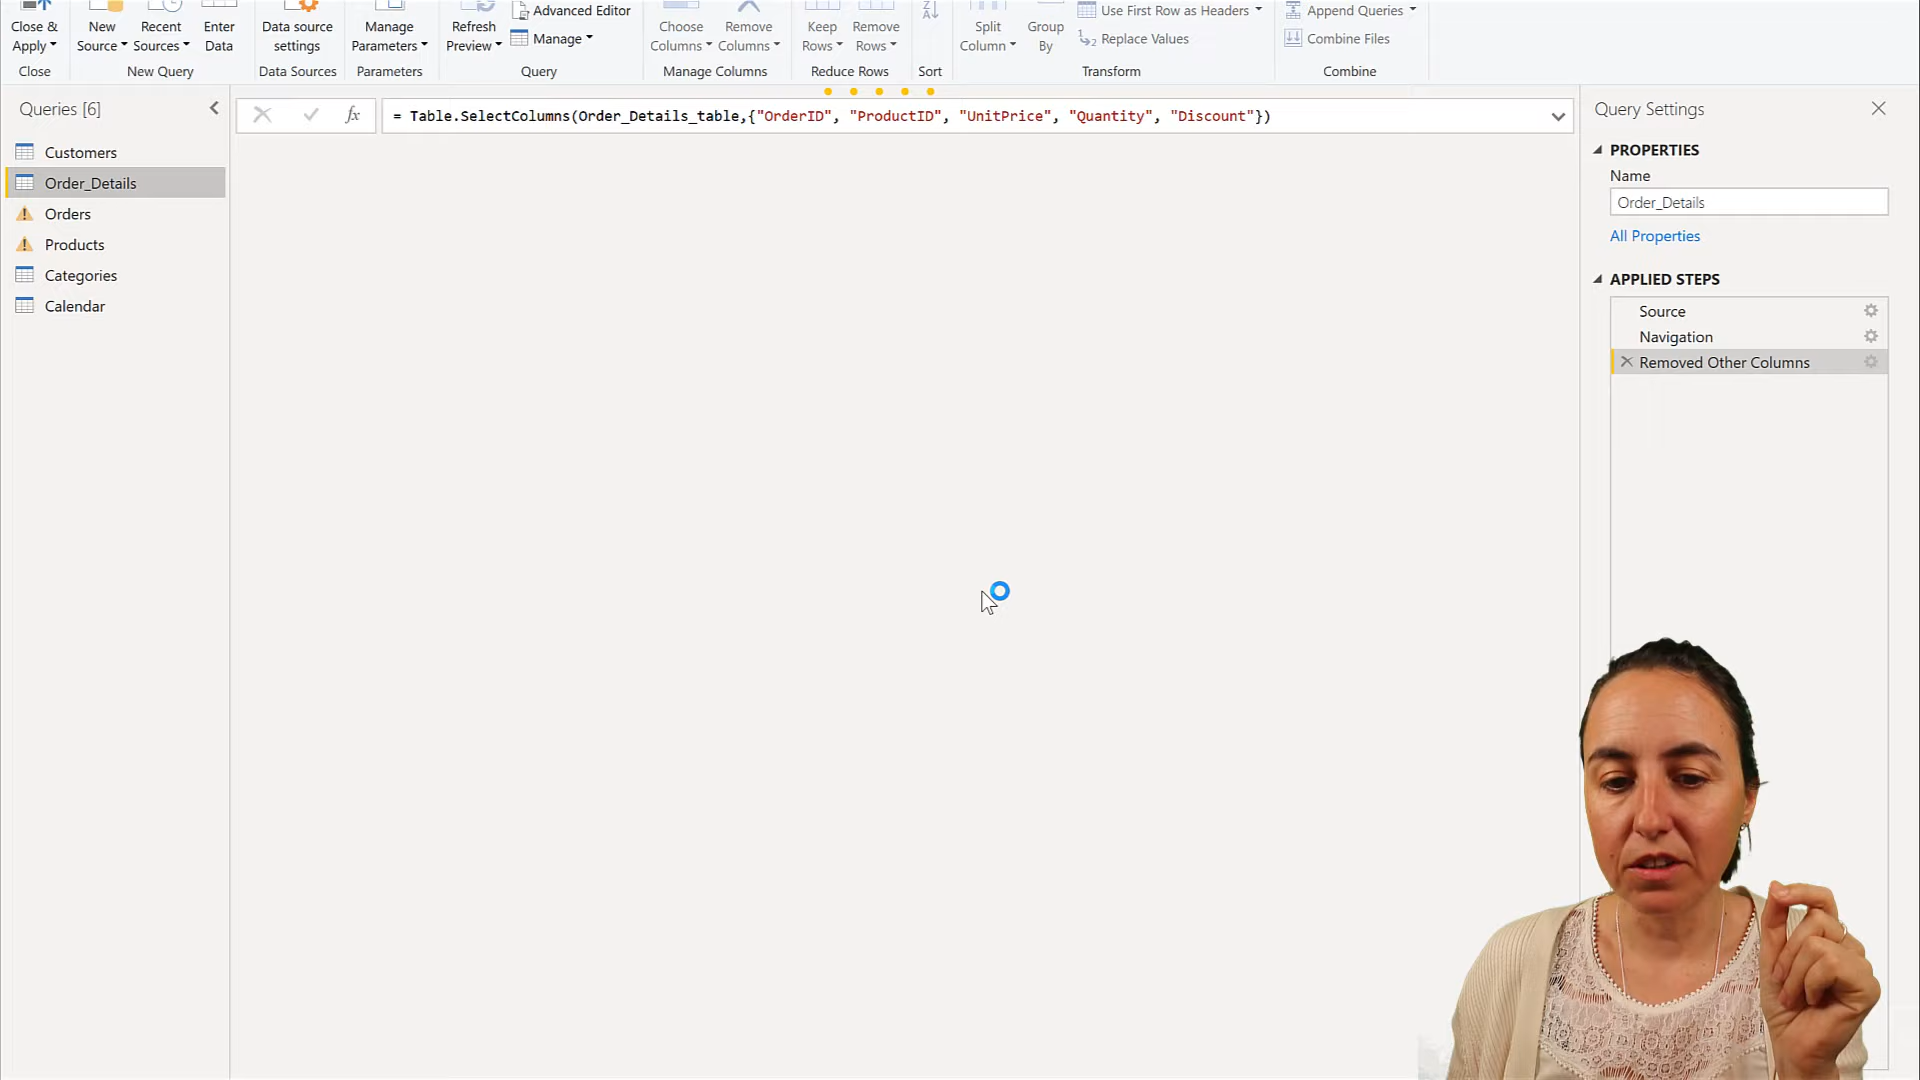 Close &
Apply
New
Source
Recent
Sources
Enter
Data
Data source
settings
Manage
Parameters
Refresh
Preview
Advanced Editor
Manage
Choose
Columns
Remove
Columns
Keep
Rows
Remove
Rows
Split
Column
Group
By
Use First Row as Headers
Replace Values
Append Queries
Combine Files
Close
New Query
Data Sources
Parameters
Query
Manage Columns
Reduce Rows
Sort
Transform
Combine
Queries [6]
Customers
Order_Details
Orders
Products
Categories
Calendar
fx
= Table.SelectColumns(Order_Details_table,{"OrderID", "ProductID", "UnitPrice", "Quantity", "Discount"})
Query Settings
PROPERTIES
Name
Order_Details
All Properties
APPLIED STEPS
Source
Navigation
Removed Other Columns